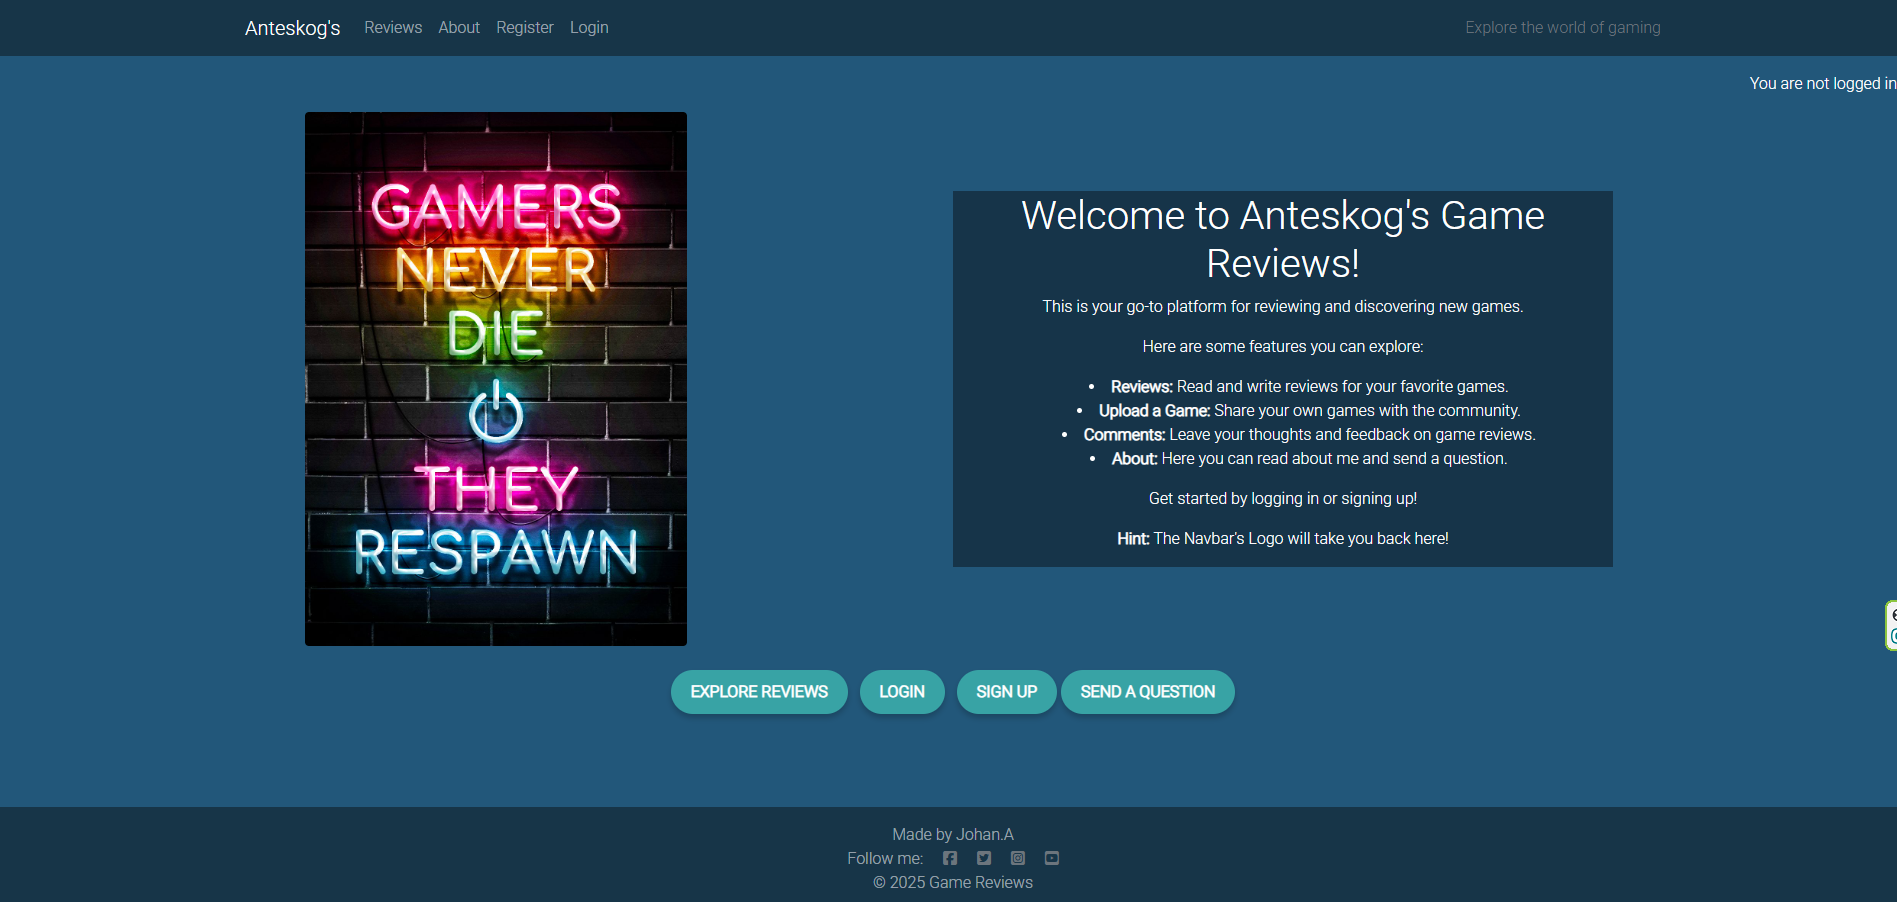 Anteskog's Reviews About Register Login Explore the world of gaming
You are not logged in
GAMERS
NEVER
DIE
THEY
RESPAWN
Welcome to Anteskog's Game
Reviews!
This is your go-to platform for reviewing and discovering new games.
Here are some features you can explore:
• Reviews: Read and write reviews for your favorite games.
• Upload a Game: Share your own games with the community.
• Comments: Leave your thoughts and feedback on game reviews.
• About: Here you can read about me and send a question.
Get started by logging in or signing up!
Hint: The Navbar's Logo will take you back here!
EXPLORE REVIEWS LOGIN SIGN UP SEND A QUESTION
Made by Johan.A
Follow me:
© 2025 Game Reviews